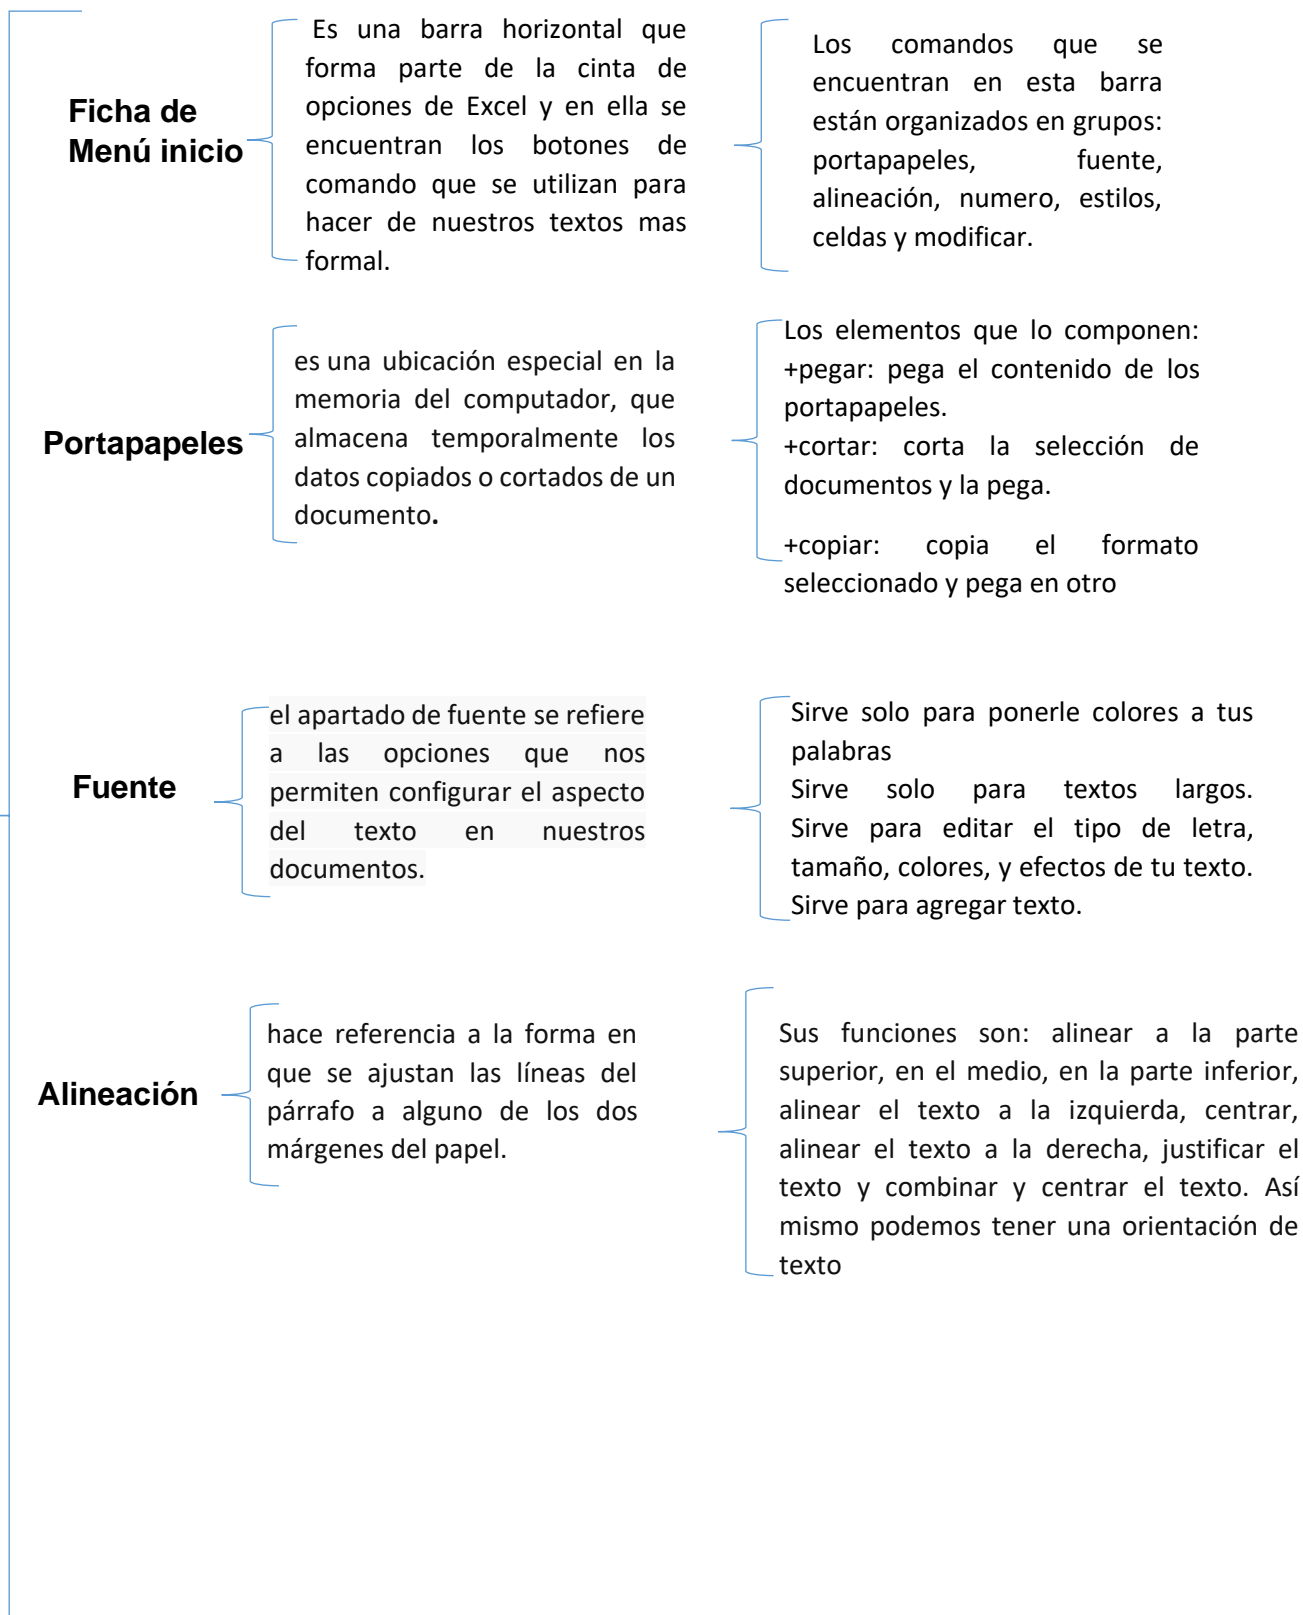 Ficha de
Menú inicio
Es una barra horizontal que
forma parte de la cinta de
opciones de Excel y en ella se
encuentran los botones de
comando que se utilizan para
hacer de nuestros textos mas
formal.
Los comandos que se
encuentran en esta barra
están organizados en grupos:
portapapeles, fuente,
alineación, numero, estilos,
celdas y modificar.
Portapapeles
es una ubicación especial en la
memoria del computador, que
almacena temporalmente los
datos copiados o cortados de un
documento.
Los elementos que lo componen:
+pegar: pega el contenido de los
portapapeles.
+cortar: corta la selección de
documentos y la pega.
+copiar: copia el formato
seleccionado y pega en otro
Fuente
el apartado de fuente se refiere
a las opciones que nos
permiten configurar el aspecto
del texto en nuestros
documentos.
Sirve solo para ponerle colores a tus
palabras
Sirve solo para textos largos.
Sirve para editar el tipo de letra,
tamaño, colores, y efectos de tu texto.
Sirve para agregar texto.
Alineación
hace referencia a la forma en
que se ajustan las líneas del
párrafo a alguno de los dos
márgenes del papel.
Sus funciones son: alinear a la parte
superior, en el medio, en la parte inferior,
alinear el texto a la izquierda, centrar,
alinear el texto a la derecha, justificar el
texto y combinar y centrar el texto. Así
mismo podemos tener una orientación de
texto